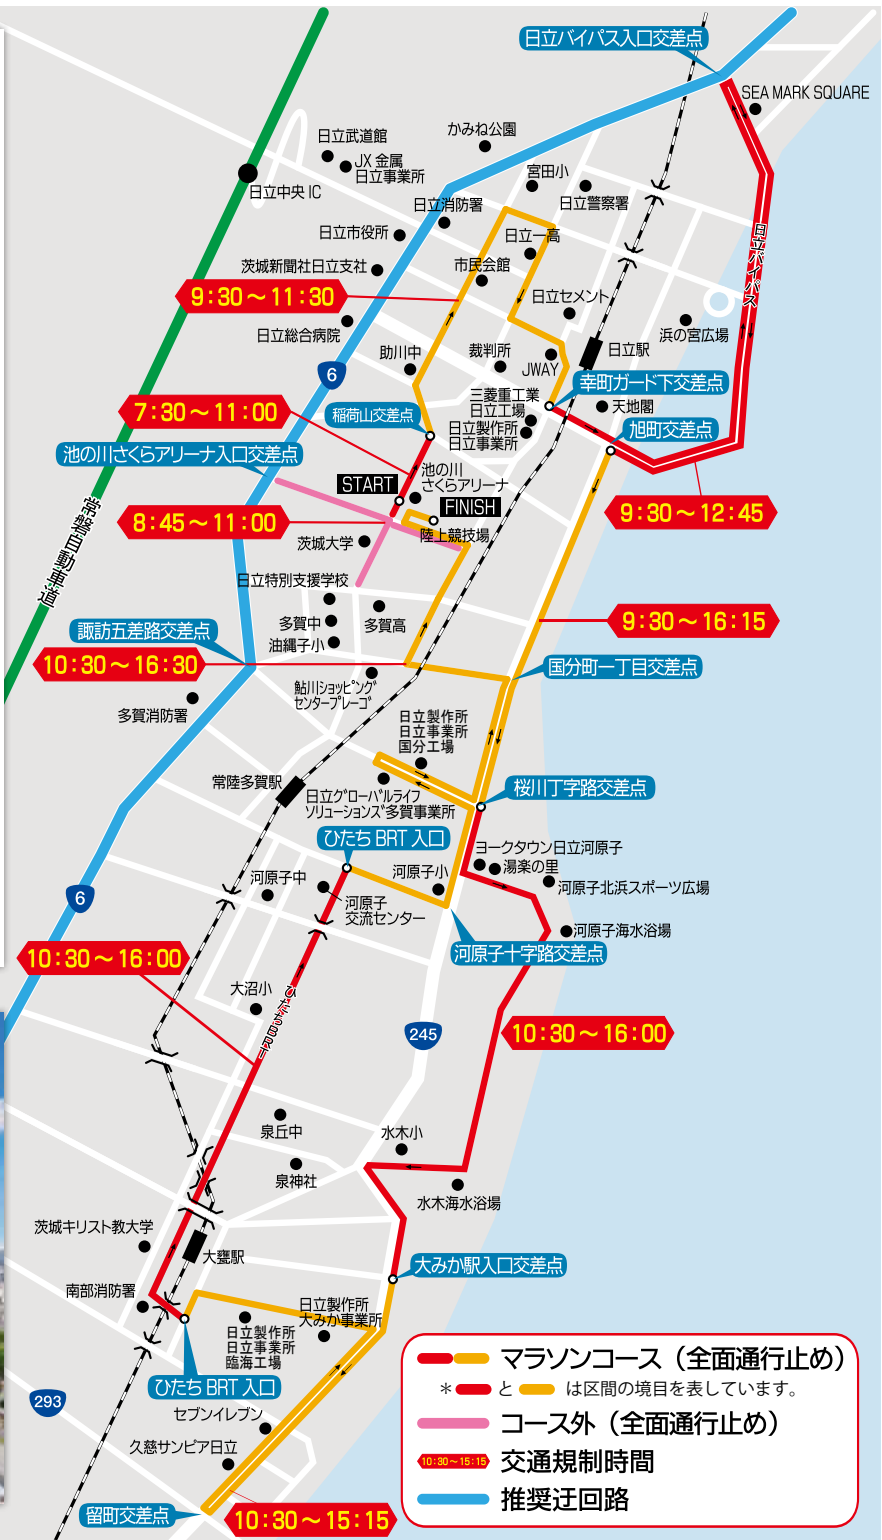 日立バイパス入口交差点
SEA MARK SQUARE
かみね公園
日立武道館
JX 金属
日立事業所
日立中央 IC
宮田小
日立警察署
日立消防署
日立市役所
日立一高
日立バイパス
茨城新聞社日立支社
市民会館
9:30～11:30
日立セメント
日立総合病院
浜の宮広場
助川中
裁判所
日立駅
JWAY
6
幸町ガード下交差点
三菱重工業
日立工場
7:30～11:00
稲荷山交差点
天地閣
日立製作所
日立事業所
旭町交差点
池の川さくらアリーナ入口交差点
池の川
さくらアリーナ
START
FINISH
9:30～12:45
常磐自動車道
8:45～11:00
茨城大学
陸上競技場
日立特別支援学校
多賀中
多賀高
9:30～16:15
諏訪五差路交差点
油縄子小
10:30～16:30
国分町一丁目交差点
鮎川ショッピング
センタープレーゴ
多賀消防署
日立製作所
日立事業所
国分工場
常陸多賀駅
桜川丁字路交差点
日立グローバルライフ
ソリューションズ多賀事業所
ひたち BRT 入口
ヨークタウン日立河原子
湯楽の里
河原子小
河原子中
河原子北浜スポーツ広場
6
河原子
交流センター
河原子海水浴場
河原子十字路交差点
10:30～16:00
大沼小
ひたちBRT
245
10:30～16:00
泉丘中
水木小
泉神社
水木海水浴場
茨城キリスト教大学
大甕駅
大みか駅入口交差点
南部消防署
日立製作所
大みか事業所
日立製作所
日立事業所
臨海工場
ひたち BRT 入口
293
セブンイレブン
久慈サンピア日立
留町交差点
10:30～15:15
マラソンコース（全面通行止め）
＊ と は区間の境目を表しています。
コース外（全面通行止め）
10:30～15:15 交通規制時間
推奨迂回路